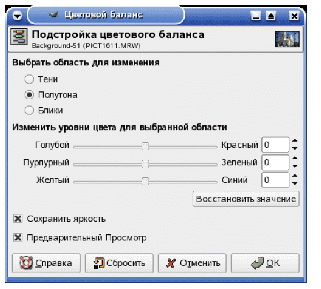 Цветовой Баланс
Подстройка цветового баланса
Background-51 (PICT1611.MRW)
Выбрать область для изменения
Тени
Полутона
Блики
Изменить уровни цвета для выбранной области
Голубой Красный 0
Пурпурный Зеленый 0
Желтый Синий 0
Восстановить значение
Сохранить яркость
Предварительный Просмотр
Справка Сбросить Отменить OK